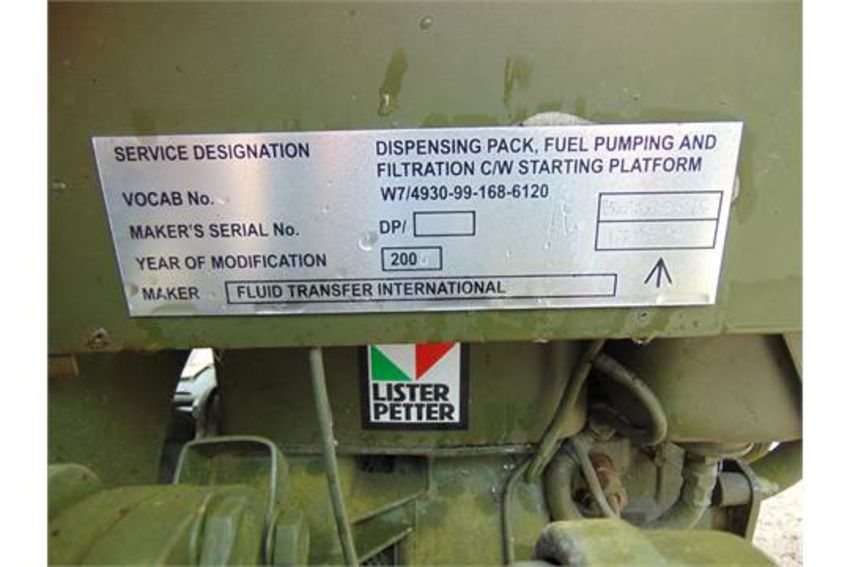 SERVICE DESIGNATION DISPENSING PACK, FUEL PUMPING AND
FILTRATION C/W STARTING PLATFORM
VOCAB No. W7/4930-99-168-6120
MAKER'S SERIAL No. DP/
YEAR OF MODIFICATION 200
MAKER FLUID TRANSFER INTERNATIONAL
LISTER
PETTER